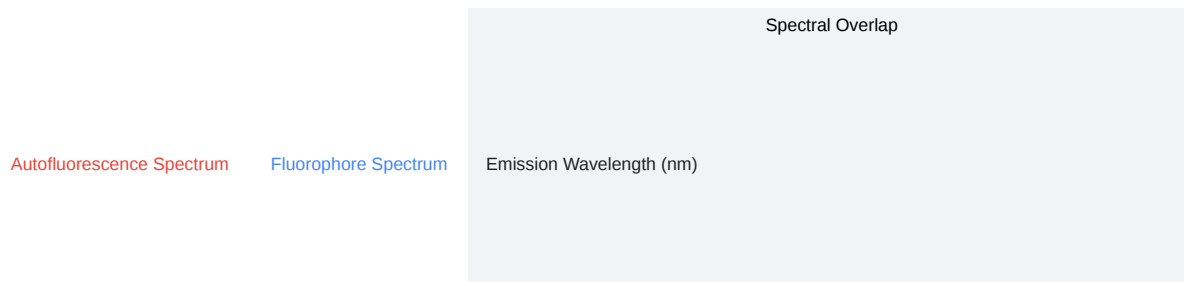 Spectral Overlap
Autofluorescence Spectrum
Fluorophore Spectrum
Emission Wavelength (nm)